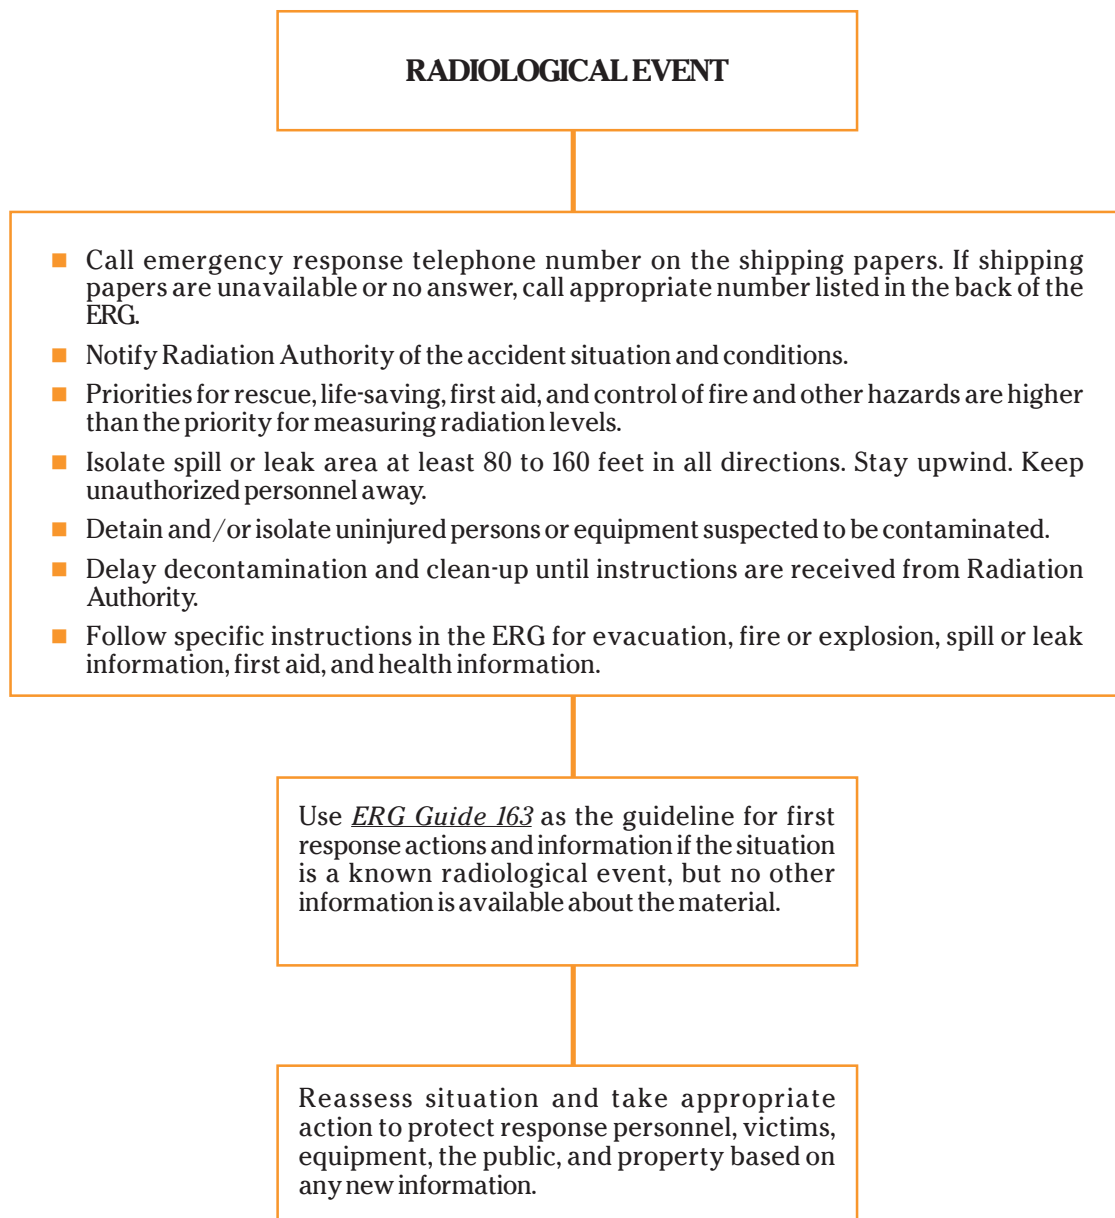 RADIOLOGICAL EVENT
■ Call emergency response telephone number on the shipping papers. If shipping
papers are unavailable or no answer, call appropriate number listed in the back of the
ERG.
■ Notify Radiation Authority of the accident situation and conditions.
■ Priorities for rescue, life-saving, first aid, and control of fire and other hazards are higher
than the priority for measuring radiation levels.
■ Isolate spill or leak area at least 80 to 160 feet in all directions. Stay upwind. Keep
unauthorized personnel away.
■ Detain and/or isolate uninjured persons or equipment suspected to be contaminated.
■ Delay decontamination and clean-up until instructions are received from Radiation
Authority.
■ Follow specific instructions in the ERG for evacuation, fire or explosion, spill or leak
information, first aid, and health information.
Use ERG Guide 163 as the guideline for first
response actions and information if the situation
is a known radiological event, but no other
information is available about the material.
Reassess situation and take appropriate
action to protect response personnel, victims,
equipment, the public, and property based on
any new information.